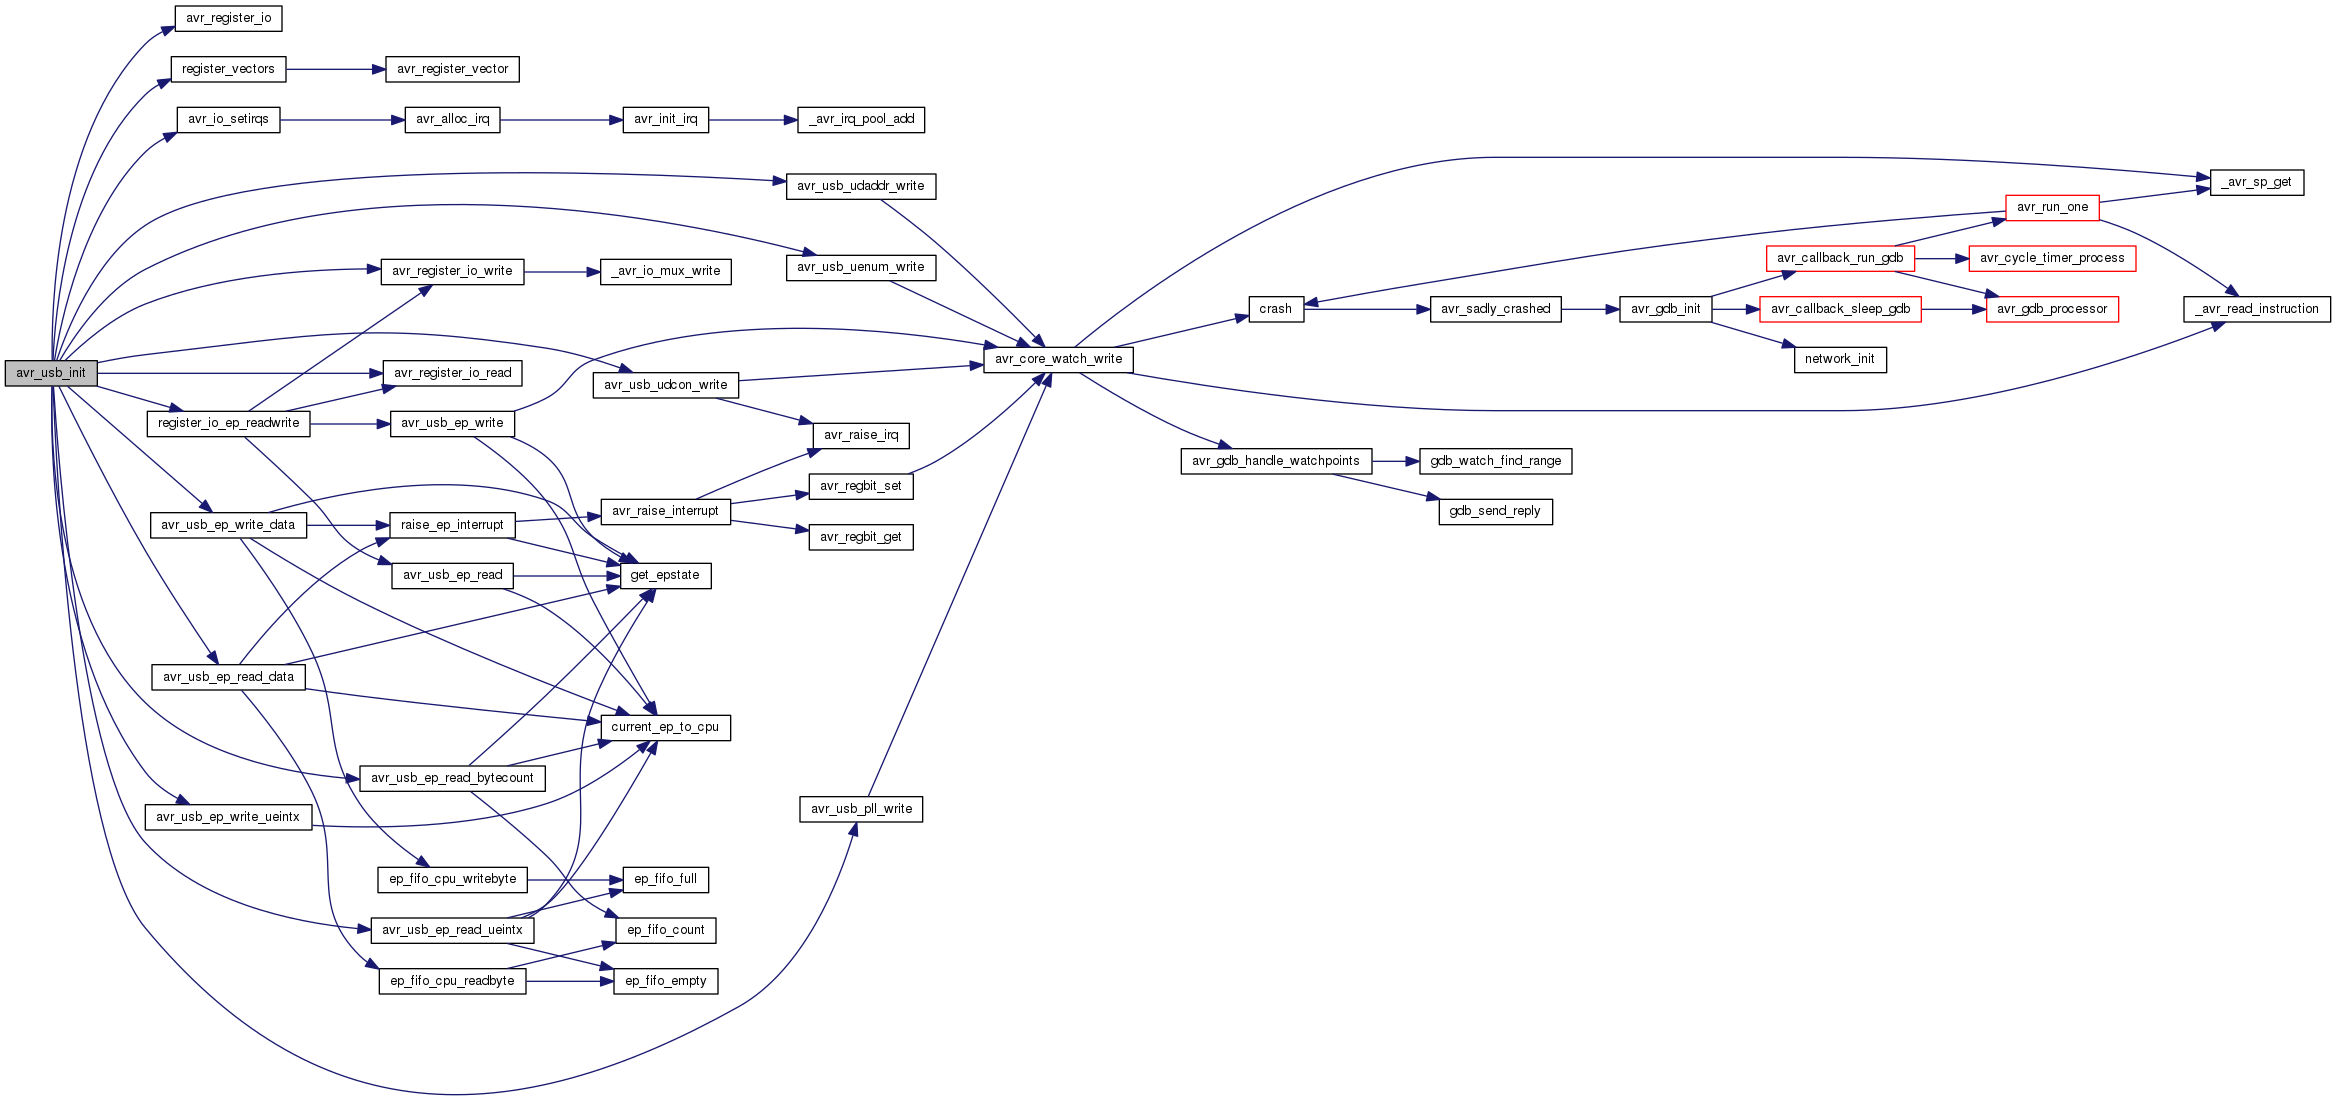 avr_register_io
register_vectors
avr_register_vector
avr_io_setirqs
avr_alloc_irq
avr_init_irq
_avr_irq_pool_add
avr_usb_udaddr_write
_avr_sp_get
avr_run_one
avr_register_io_write
_avr_io_mux_write
avr_usb_uenum_write
avr_callback_run_gdb
avr_cycle_timer_process
crash
avr_sadly_crashed
avr_gdb_init
avr_callback_sleep_gdb
avr_gdb_processor
_avr_read_instruction
avr_usb_init
avr_register_io_read
avr_usb_udcon_write
avr_core_watch_write
network_init
register_io_ep_readwrite
avr_usb_ep_write
avr_raise_irq
avr_gdb_handle_watchpoints
gdb_watch_find_range
avr_regbit_set
avr_usb_ep_write_data
raise_ep_interrupt
avr_raise_interrupt
gdb_send_reply
avr_regbit_get
avr_usb_ep_read
get_epstate
avr_usb_ep_read_data
current_ep_to_cpu
avr_usb_ep_read_bytecount
avr_usb_ep_write_ueintx
avr_usb_pll_write
ep_fifo_cpu_writebyte
ep_fifo_full
avr_usb_ep_read_ueintx
ep_fifo_count
ep_fifo_cpu_readbyte
ep_fifo_empty